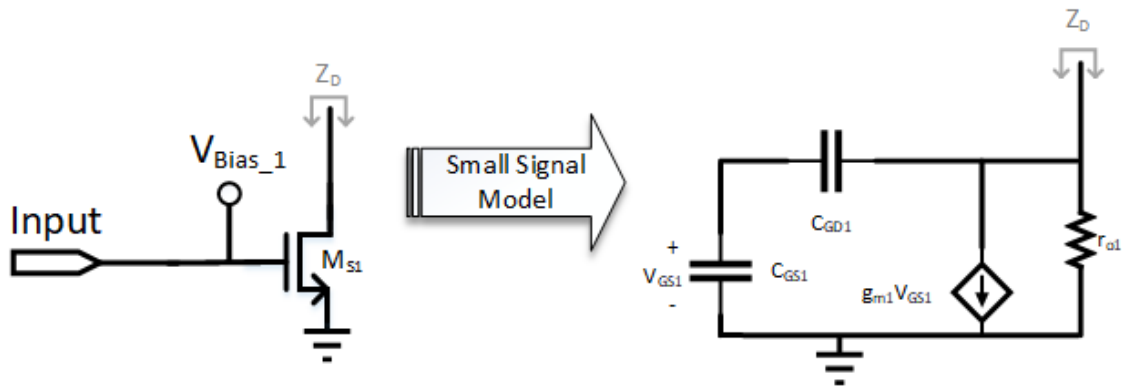 Z_D
V_Bias_1
Input
M_S1
Small Signal
Model
Z_D
C_GD1
+
V_GS1
-
C_GS1
g_m1V_GS1
r_o1